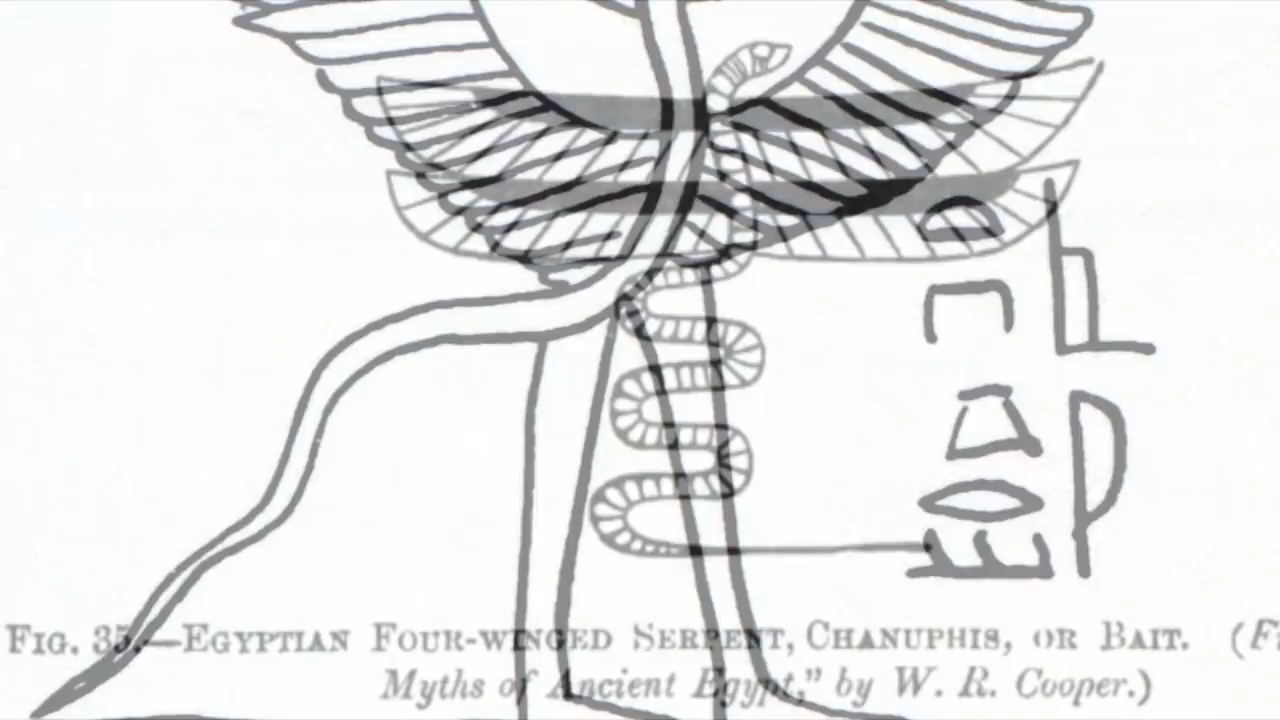 FIG. 35.—EGYPTIAN FOUR-WINGED SERPENT, CHANUPHIS, OR BAIT. (F
Myths of Ancient Egypt," by W. R. Cooper.)